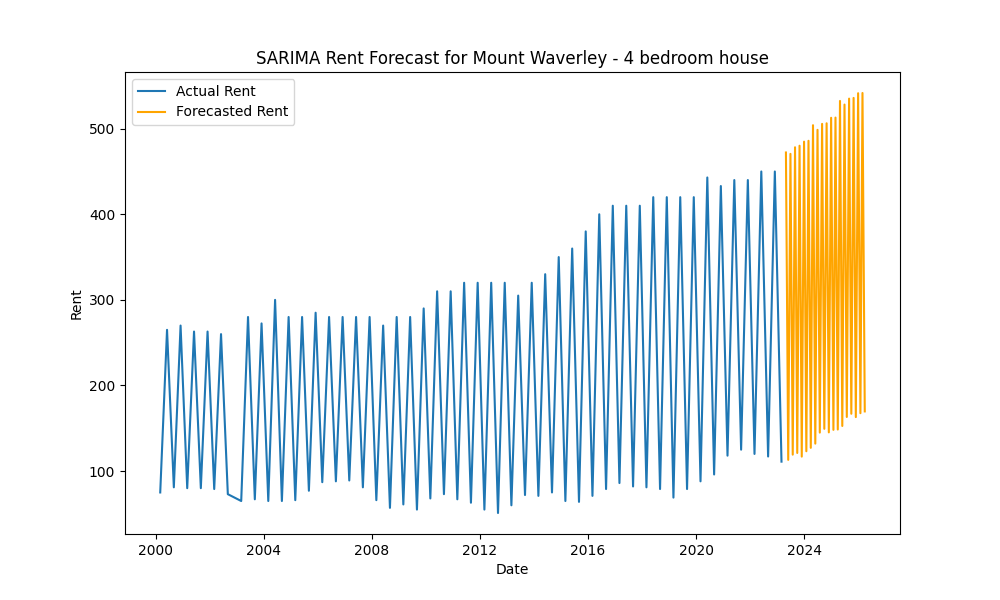 SARIMA Rent Forecast for Mount Waverley - 4 bedroom house
Actual Rent
Forecasted Rent
500
400
300
200
100
Rent
2000 2004 2008 2012 2016 2020 2024
Date